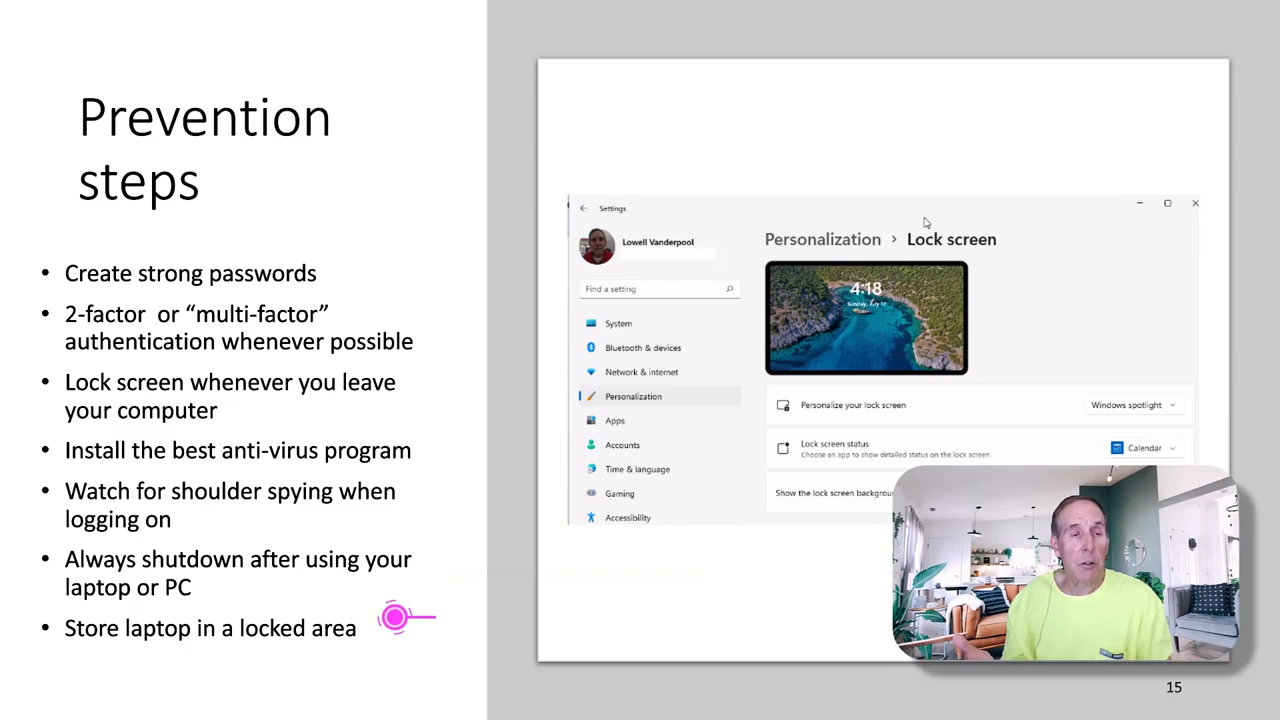 Prevention
steps
• Create strong passwords
• 2-factor or “multi-factor”
authentication whenever possible
• Lock screen whenever you leave
your computer
• Install the best anti-virus program
• Watch for shoulder spying when
logging on
• Always shutdown after using your
laptop or PC
• Store laptop in a locked area
Settings
Lowell Vanderpool
Find a setting
System
Bluetooth & devices
Network & internet
Personalization
Apps
Accounts
Time & language
Gaming
Accessibility
Personalization › Lock screen
4:18
Sunday, July 17
Personalize your lock screen Windows spotlight
Lock screen status
Choose an app to show detailed status on the lock screen
Calendar
Show the lock screen backgrou
15